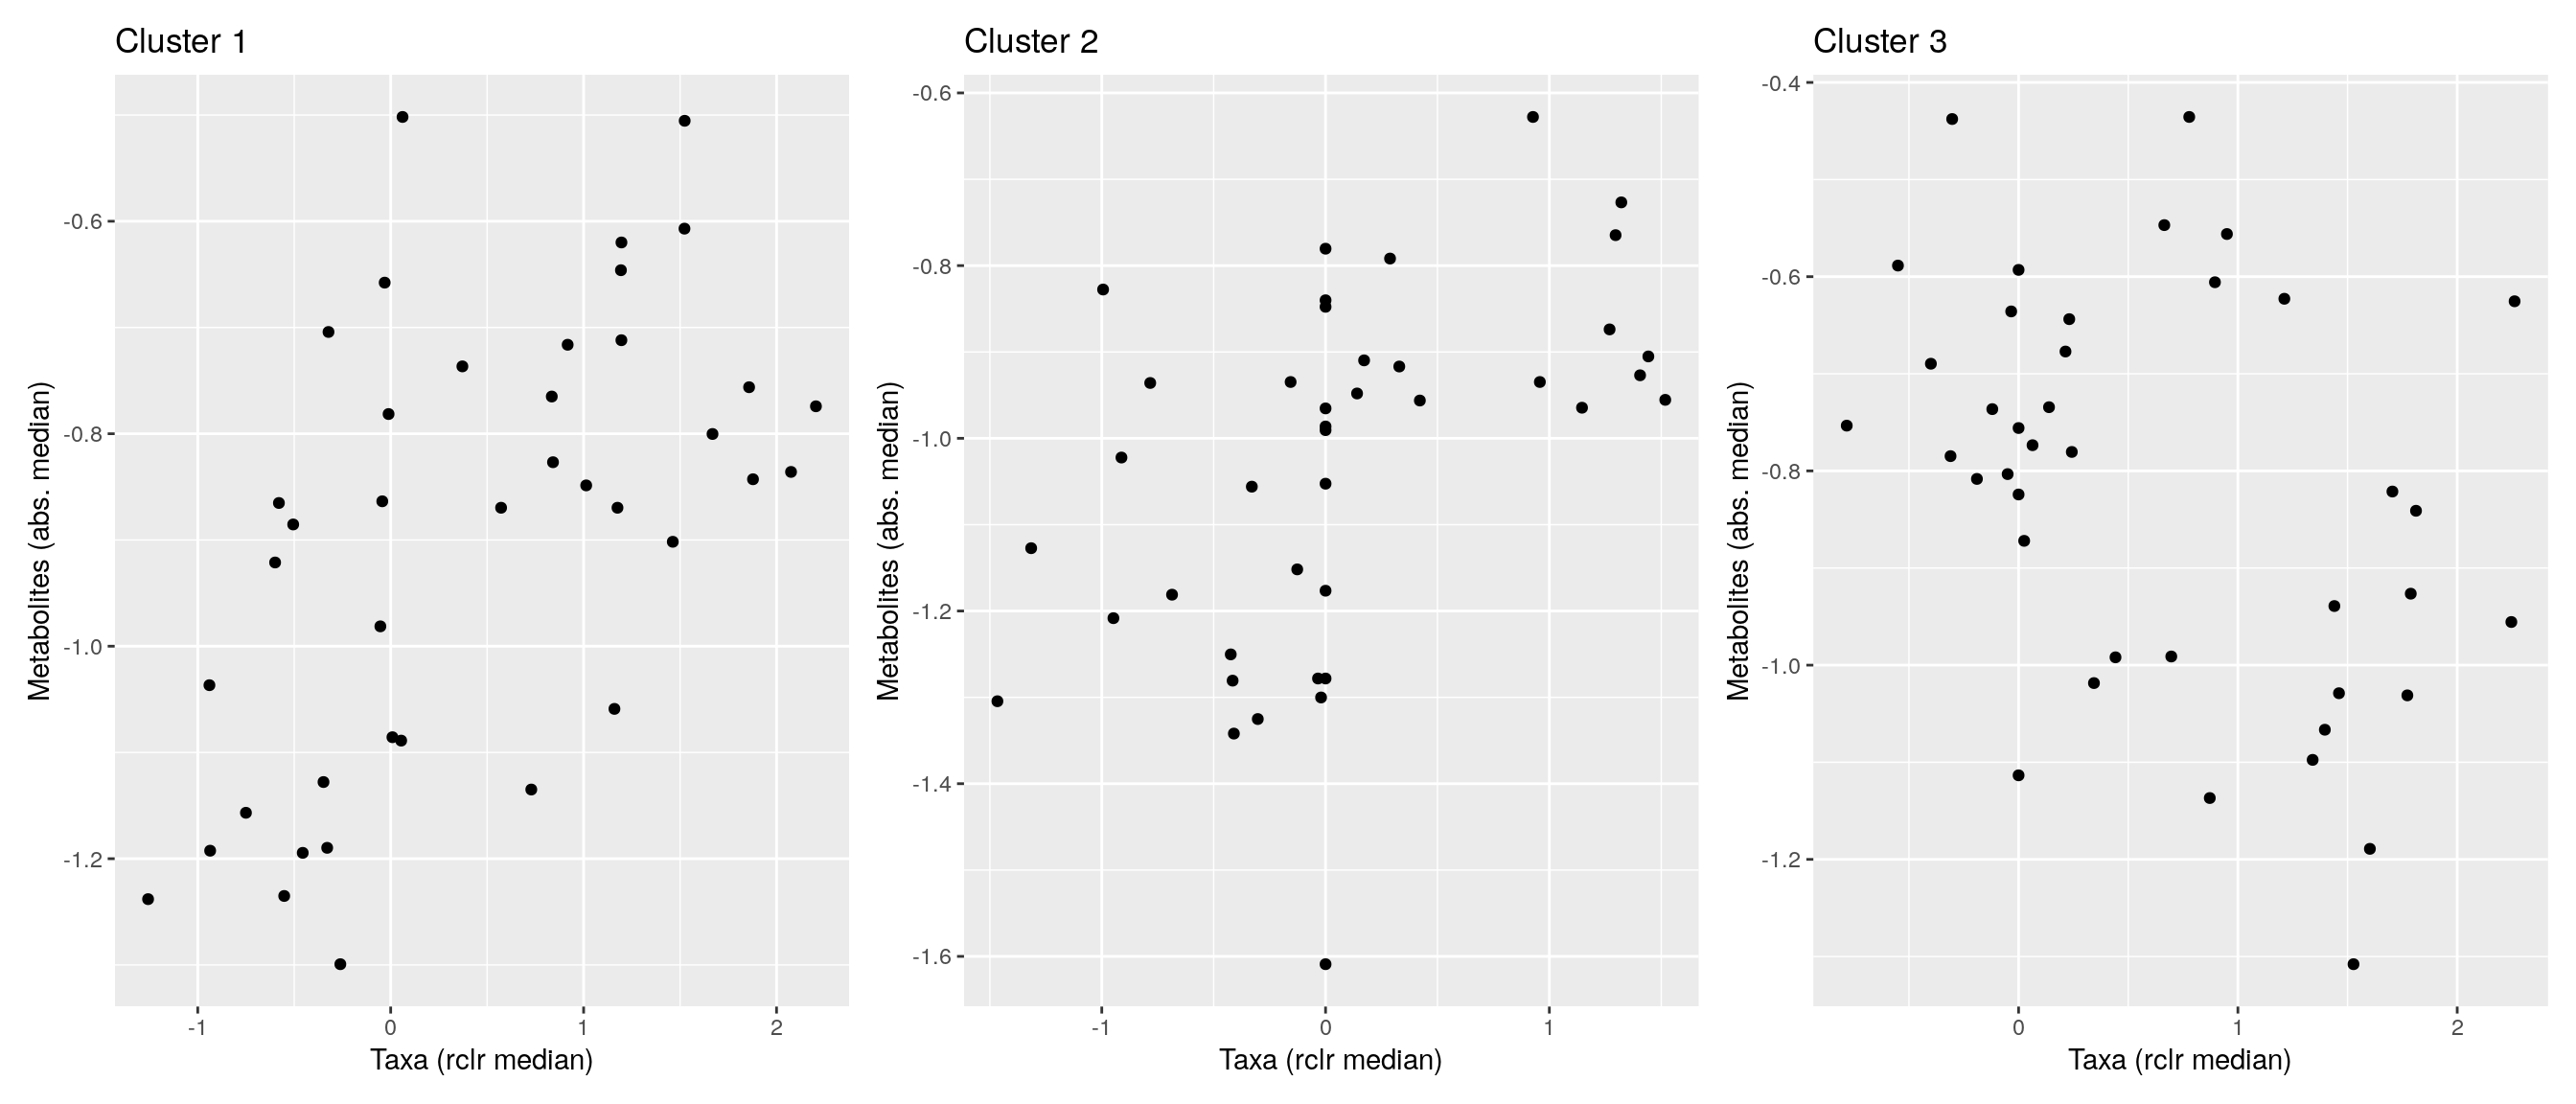 Cluster 1
Metabolites (abs. median)
-0.6
-0.8
-1.0
-1.2
-1
0
1
2
Taxa (rclr median)
Cluster 2
Metabolites (abs. median)
-0.6
-0.8
-1.0
-1.2
-1.4
-1.6
-1
0
1
Taxa (rclr median)
Cluster 3
Metabolites (abs. median)
-0.4
-0.6
-0.8
-1.0
-1.2
0
1
2
Taxa (rclr median)